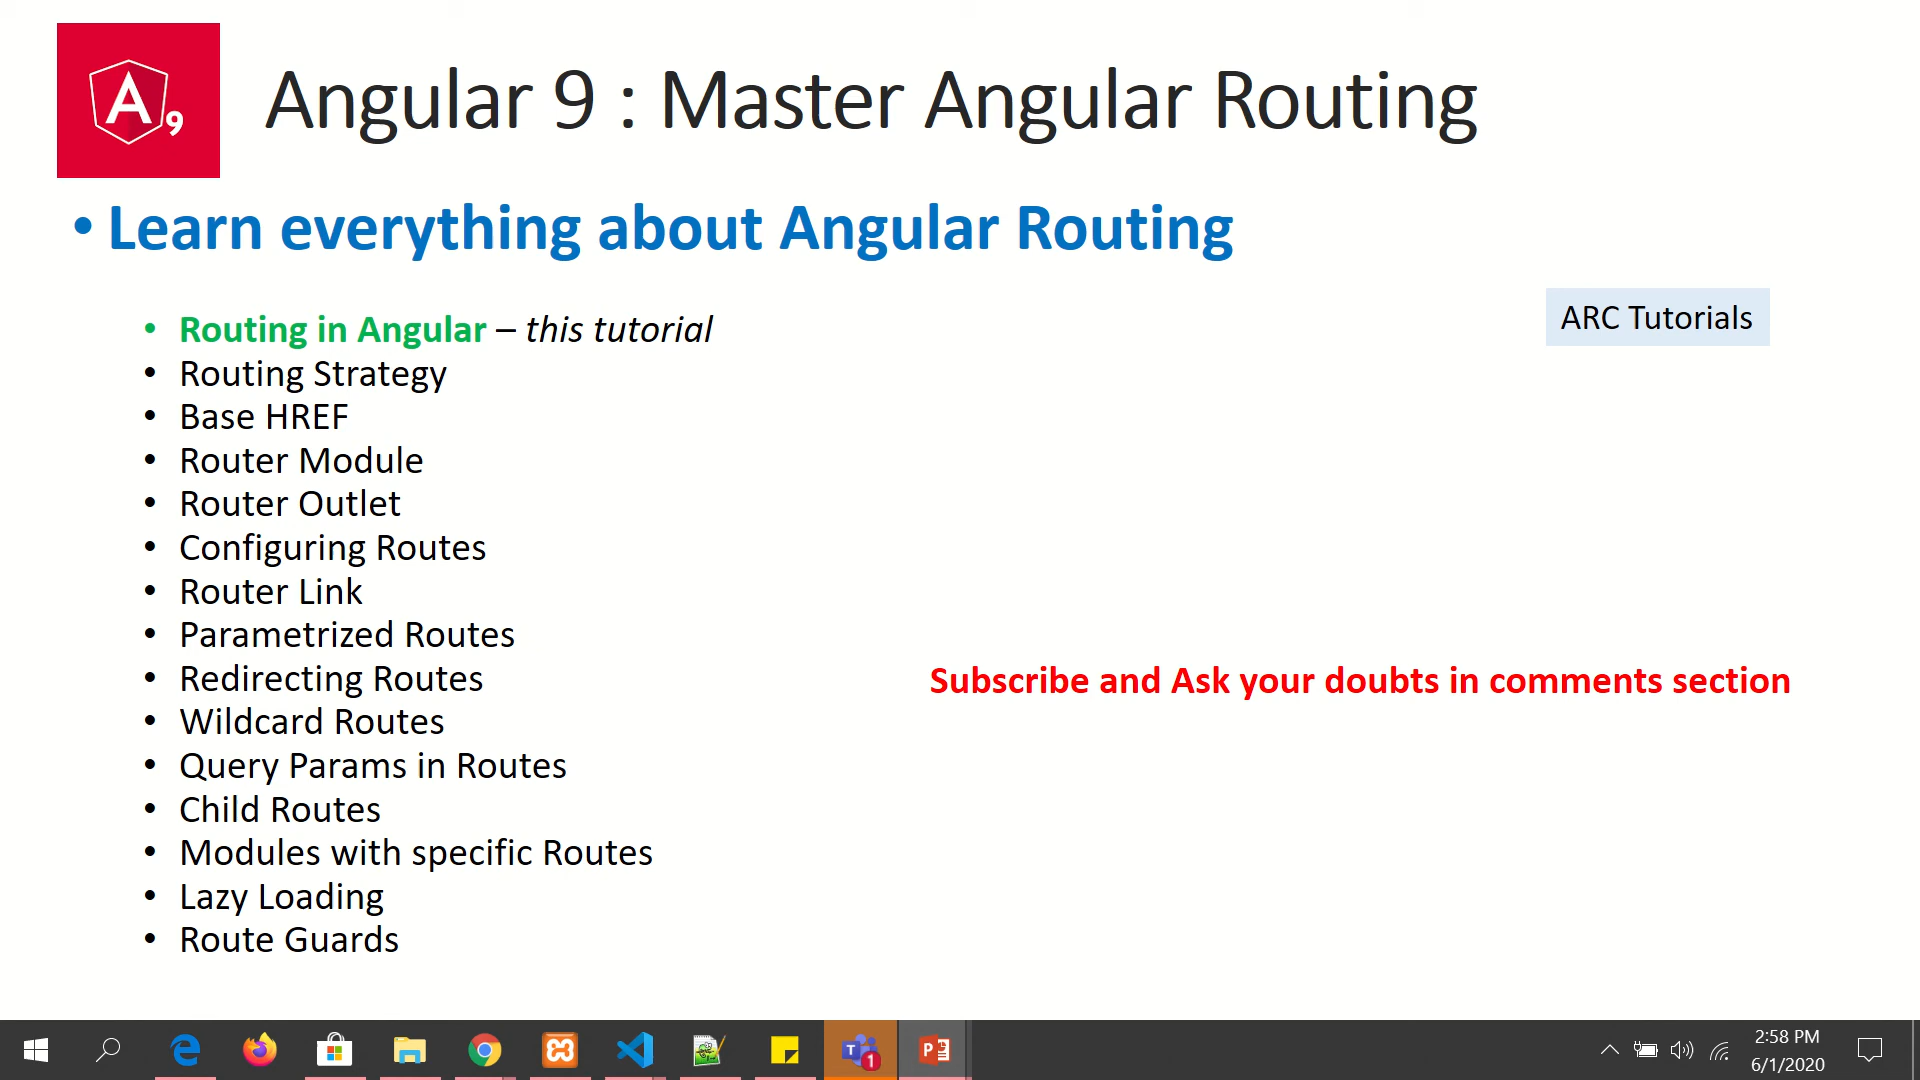 A9
Angular 9 : Master Angular Routing
• Learn everything about Angular Routing
• Routing in Angular – this tutorial
ARC Tutorials
• Routing Strategy
• Base HREF
• Router Module
• Router Outlet
• Configuring Routes
• Router Link
• Parametrized Routes
• Redirecting Routes
Subscribe and Ask your doubts in comments section
• Wildcard Routes
• Query Params in Routes
• Child Routes
• Modules with specific Routes
• Lazy Loading
• Route Guards
2:58 PM
6/1/2020
T 1
P